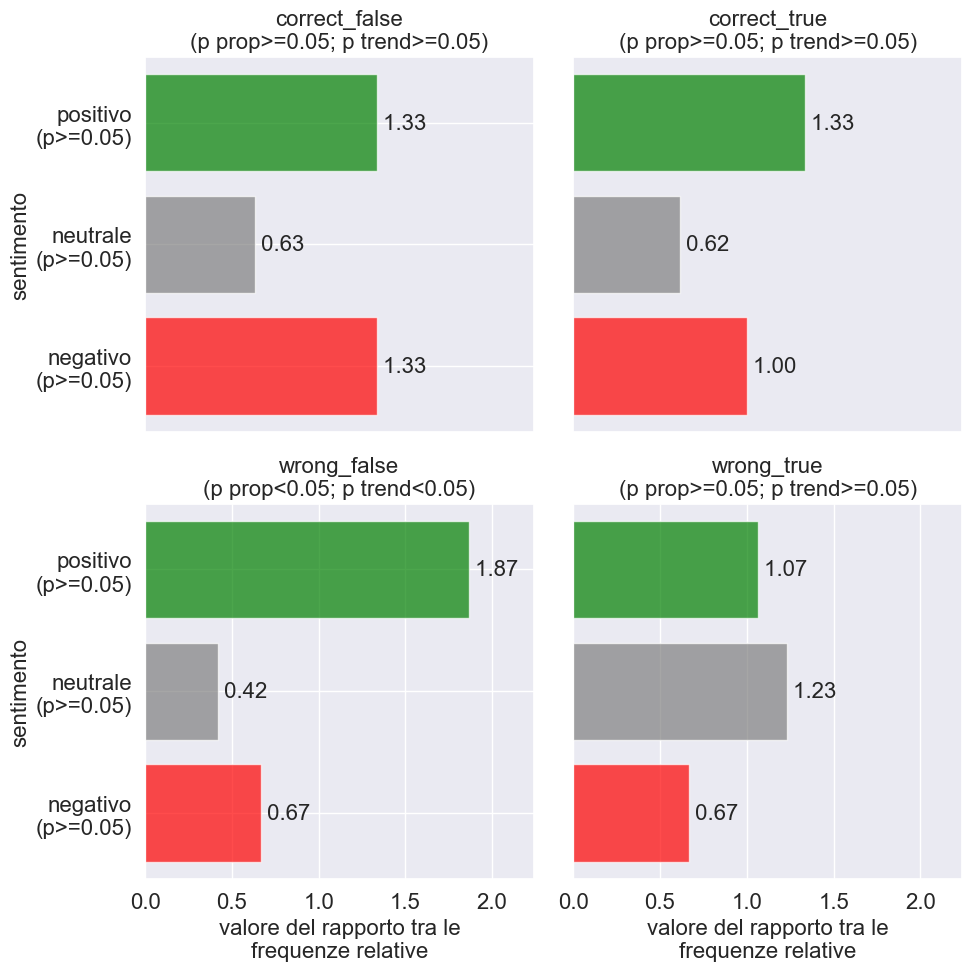 correct_false
(p prop>=0.05; p trend>=0.05)
correct_true
(p prop>=0.05; p trend>=0.05)
sentimento
positivo
(p>=0.05)
1.33
1.33
neutrale
(p>=0.05)
0.63
0.62
negativo
(p>=0.05)
1.33
1.00
wrong_false
(p prop<0.05; p trend<0.05)
wrong_true
(p prop>=0.05; p trend>=0.05)
sentimento
positivo
(p>=0.05)
1.87
1.07
neutrale
(p>=0.05)
0.42
1.23
negativo
(p>=0.05)
0.67
0.67
0.0 0.5 1.0 1.5 2.0
0.0 0.5 1.0 1.5 2.0
valore del rapporto tra le
frequenze relative
valore del rapporto tra le
frequenze relative